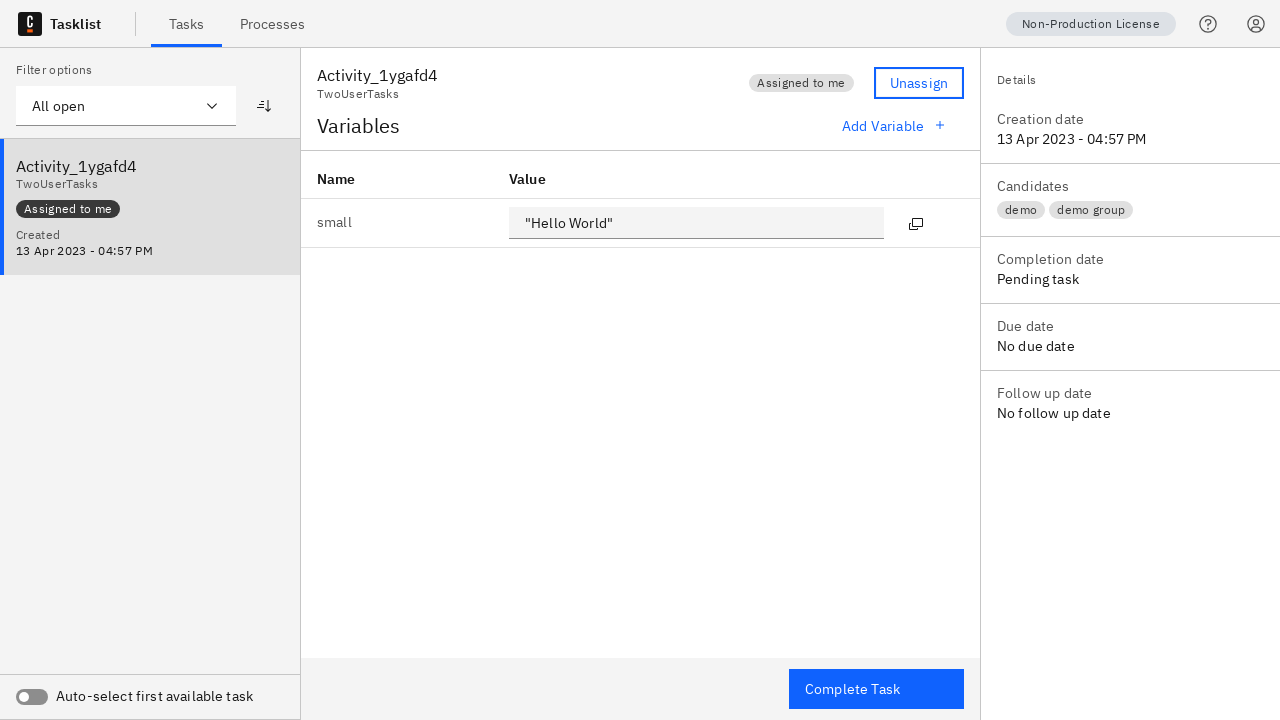 Tasklist
Tasks
Processes
Non-Production License
Filter options
All open
Activity_1ygafd4
TwoUserTasks
Assigned to me
Created
13 Apr 2023 - 04:57 PM
Auto-select first available task
Activity_1ygafd4
TwoUserTasks
Assigned to me
Unassign
Variables
Add Variable +
Name
Value
small
"Hello World"
Complete Task
Details
Creation date
13 Apr 2023 - 04:57 PM
Candidates
demo
demo group
Completion date
Pending task
Due date
No due date
Follow up date
No follow up date